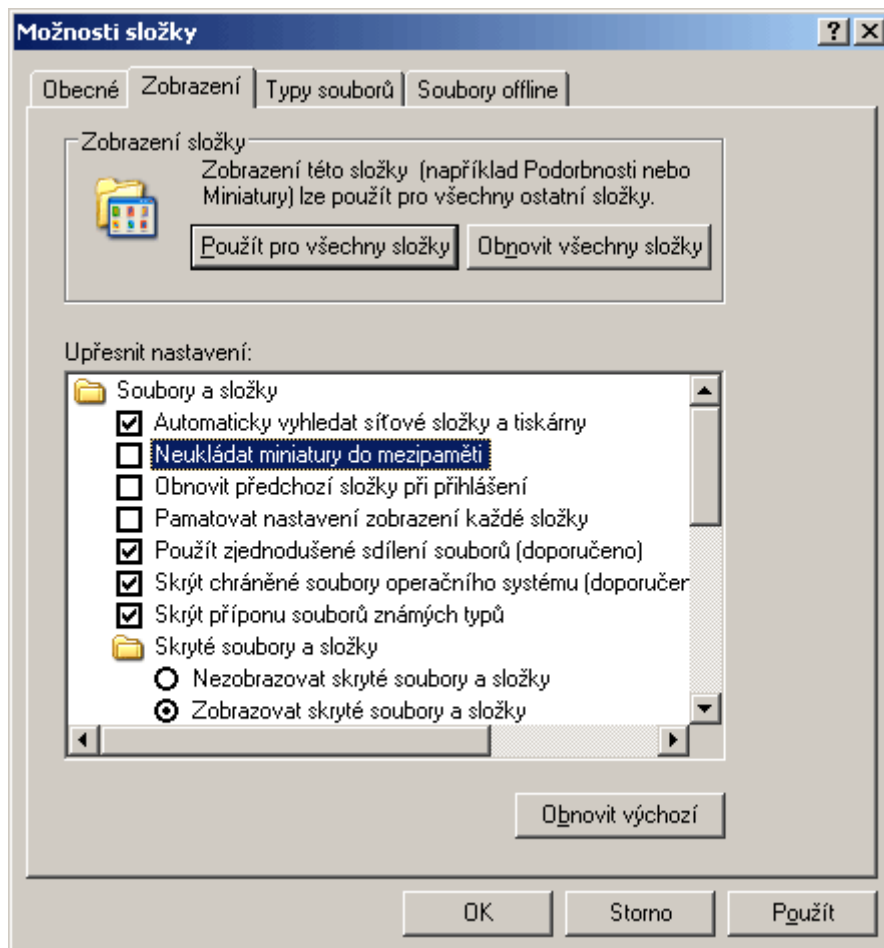 Možnosti složky
Obecné
Zobrazení
Typy souborů
Soubory offline
Zobrazení složky
Zobrazení této složky (například Podorbnosti nebo
Miniatury) lze použít pro všechny ostatní složky.
Použít pro všechny složky
Obnovit všechny složky
Upřesnit nastavení:
Soubory a složky
Automaticky vyhledat síťové složky a tiskárny
Neukládat miniatury do mezipaměti
Obnovit předchozí složky při přihlášení
Pamatovat nastavení zobrazení každé složky
Použít zjednodušené sdílení souborů (doporučeno)
Skrýt chráněné soubory operačního systému (doporučen
Skrýt příponu souborů známých typů
Skryté soubory a složky
Nezobrazovat skryté soubory a složky
Zobrazovat skryté soubory a složky
Obnovit výchozí
OK
Storno
Použít